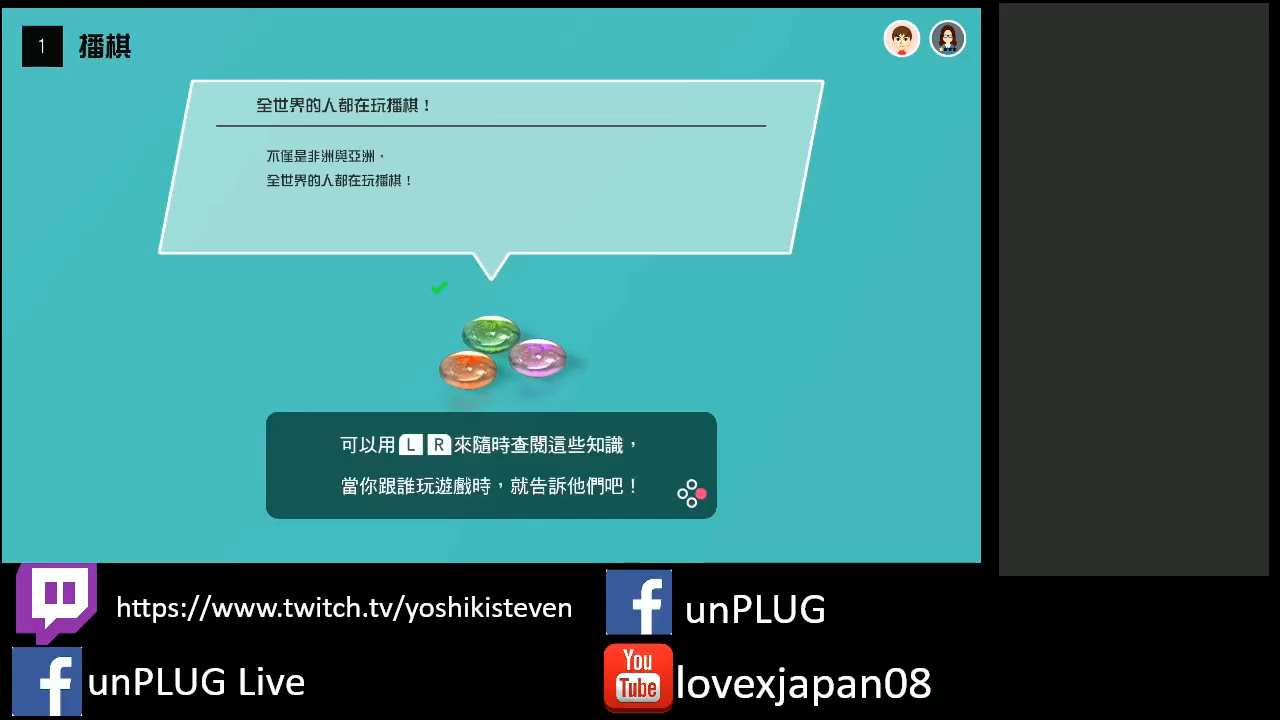 1 播棋
全世界的人都在玩播棋！
不僅是非洲與亞洲，
全世界的人都在玩播棋！
可以用 L R 來隨時查閱這些知識，
當你跟誰玩遊戲時，就告訴他們吧！
https://www.twitch.tv/yoshikisteven
unPLUG
unPLUG Live
You Tube lovexjapan08